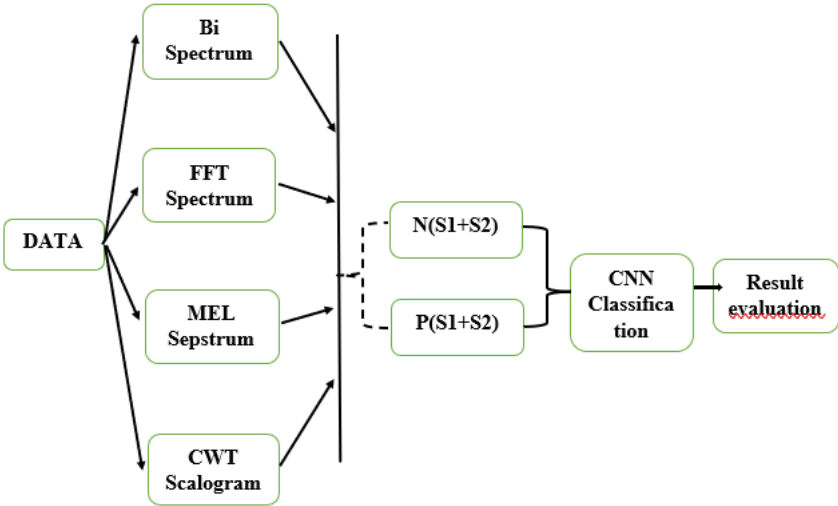 Bi
Spectrum
FFT
Spectrum
DATA
MEL
Sepstrum
CWT
Scalogram
N(S1+S2)
P(S1+S2)
CNN
Classifica
tion
Result
evaluation